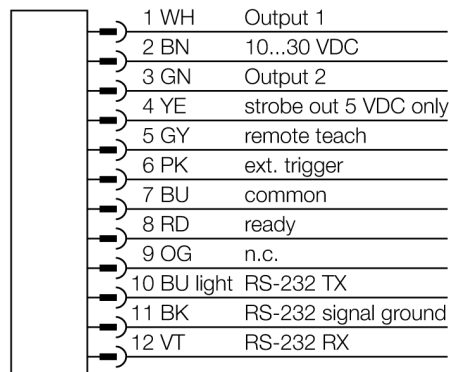 1 WH Output 1
2 BN 10...30 VDC
3 GN Output 2
4 YE strobe out 5 VDC only
5 GY remote teach
6 PK ext. trigger
7 BU common
8 RD ready
9 OG n.c.
10 BU light RS-232 TX
11 BK RS-232 signal ground
12 VT RS-232 RX